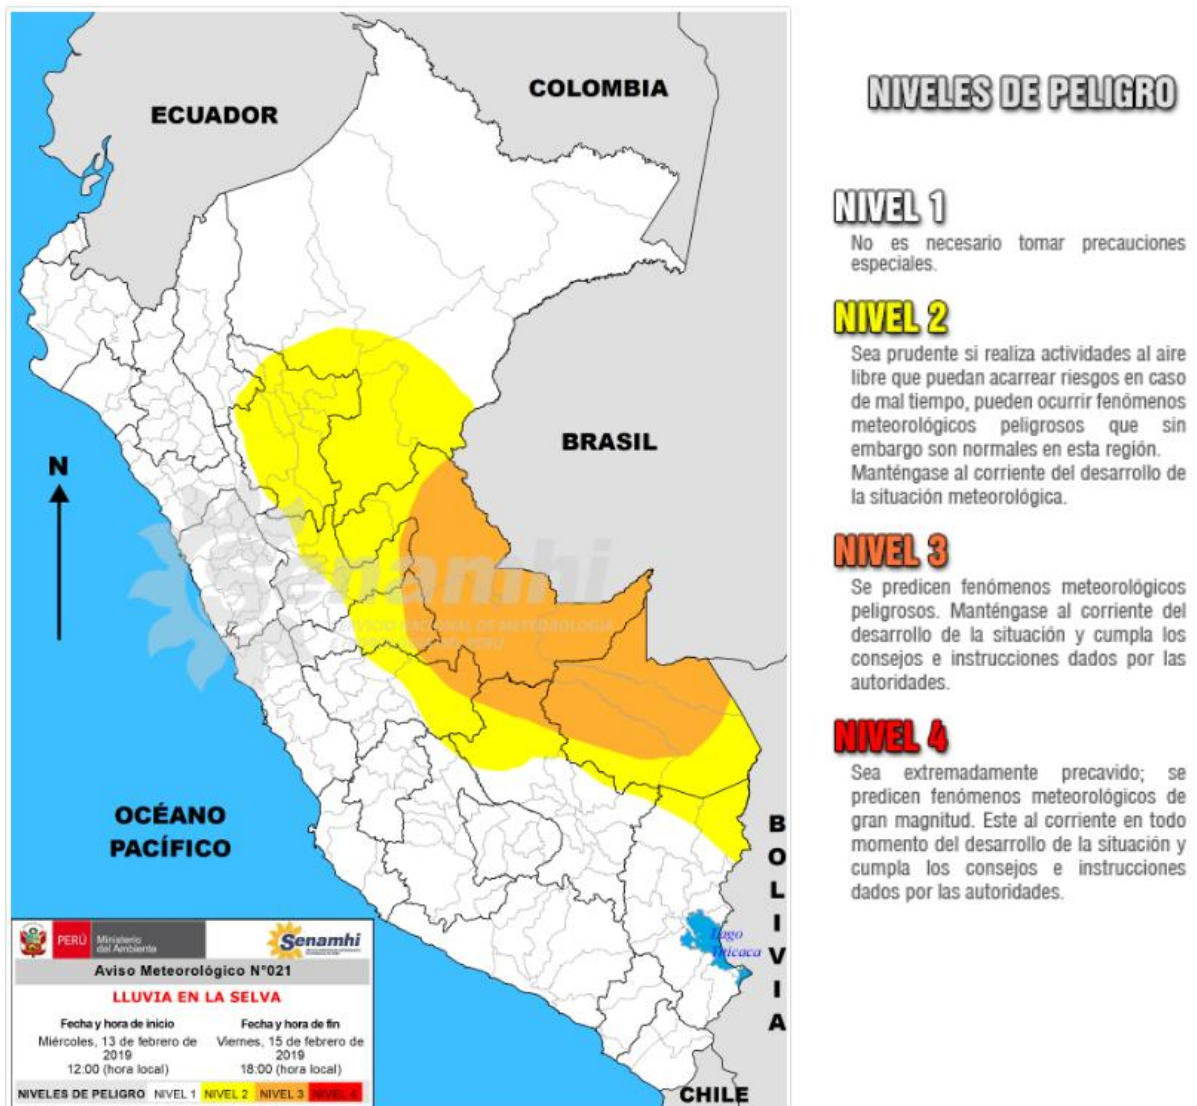 ECUADOR
COLOMBIA
BRASIL
N
Senamhi
SERVICIO NACIONAL DE METEOROLOGÍA
OCÉANO
PACÍFICO
Lago
Titicaca
BOLIVIA
CHILE
PERÚ
Ministerio
del Ambiente
Senamhi
Aviso Meteorológico N°021
LLUVIA EN LA SELVA
Fecha y hora de inicio
Miércoles, 13 de febrero de
2019
12:00 (hora local)
Fecha y hora de fin
Viernes, 15 de febrero de
2019
18:00 (hora local)
NIVELES DE PELIGRO NIVEL 1 NIVEL 2 NIVEL 3 NIVEL 4
NIVELES DE PELIGRO
NIVEL 1
No es necesario tomar precauciones
especiales.
NIVEL 2
Sea prudente si realiza actividades al aire
libre que puedan acarrear riesgos en caso
de mal tiempo, pueden ocurrir fenómenos
meteorológicos peligrosos que sin
embargo son normales en esta región.
Manténgase al corriente del desarrollo de
la situación meteorológica.
NIVEL 3
Se predicen fenómenos meteorológicos
peligrosos. Manténgase al corriente del
desarrollo de la situación y cumpla los
consejos e instrucciones dados por las
autoridades.
NIVEL 4
Sea extremadamente precavido; se
predicen fenómenos meteorológicos de
gran magnitud. Este al corriente en todo
momento del desarrollo de la situación y
cumpla los consejos e instrucciones
dados por las autoridades.